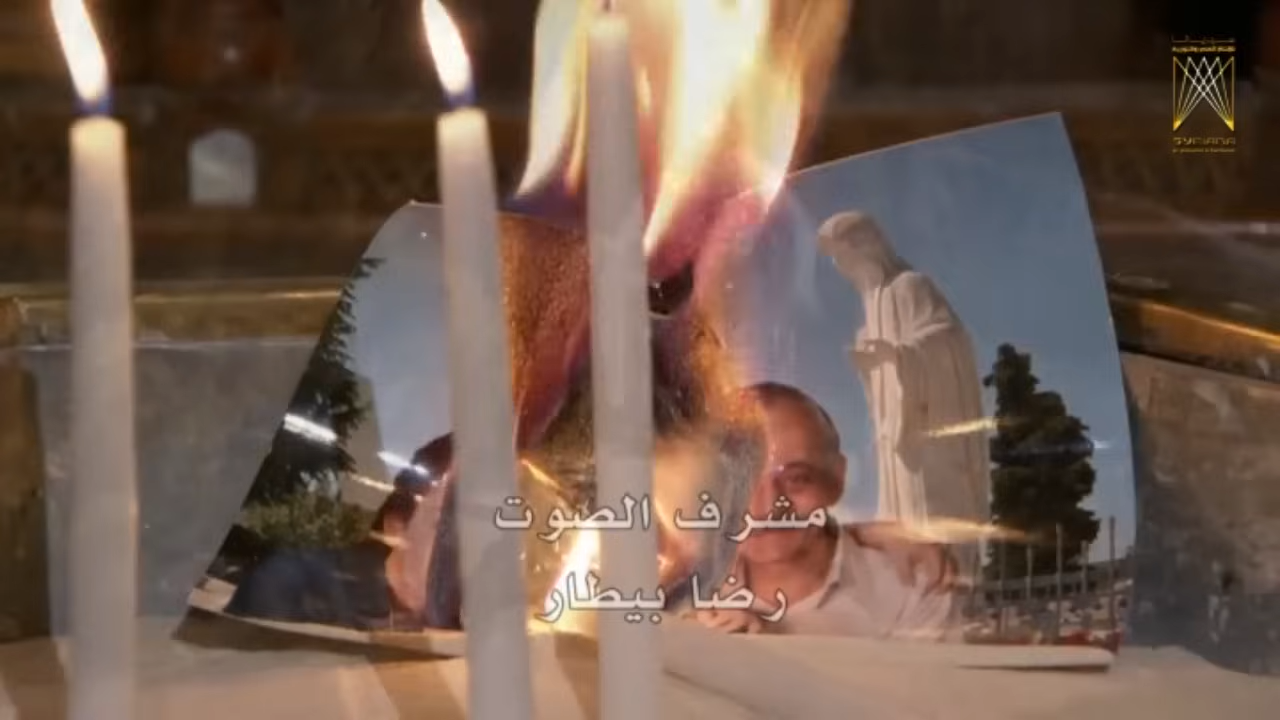 مشرف الصوت
رضا بيطار